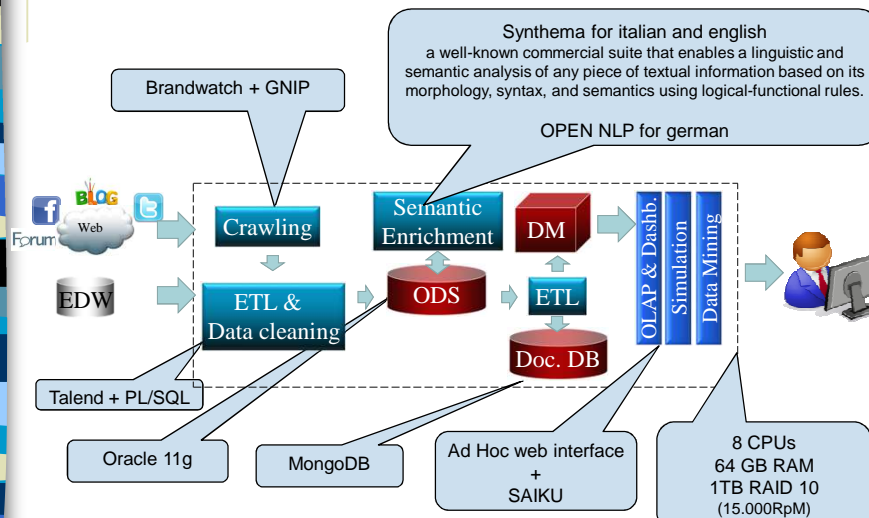 Synthema for italian and english
a well-known commercial suite that enables a linguistic and
semantic analysis of any piece of textual information based on its
morphology, syntax, and semantics using logical-functional rules.
OPEN NLP for german
Brandwatch + GNIP
BLOG
f
t
Forum
Web
EDW
Crawling
ETL &
Data cleaning
Semantic
Enrichment
ODS
DM
ETL
Doc. DB
OLAP & Dashb.
Simulation
Data Mining
Talend + PL/SQL
Oracle 11g
MongoDB
Ad Hoc web interface
+
SAIKU
8 CPUs
64 GB RAM
1TB RAID 10
(15.000RpM)